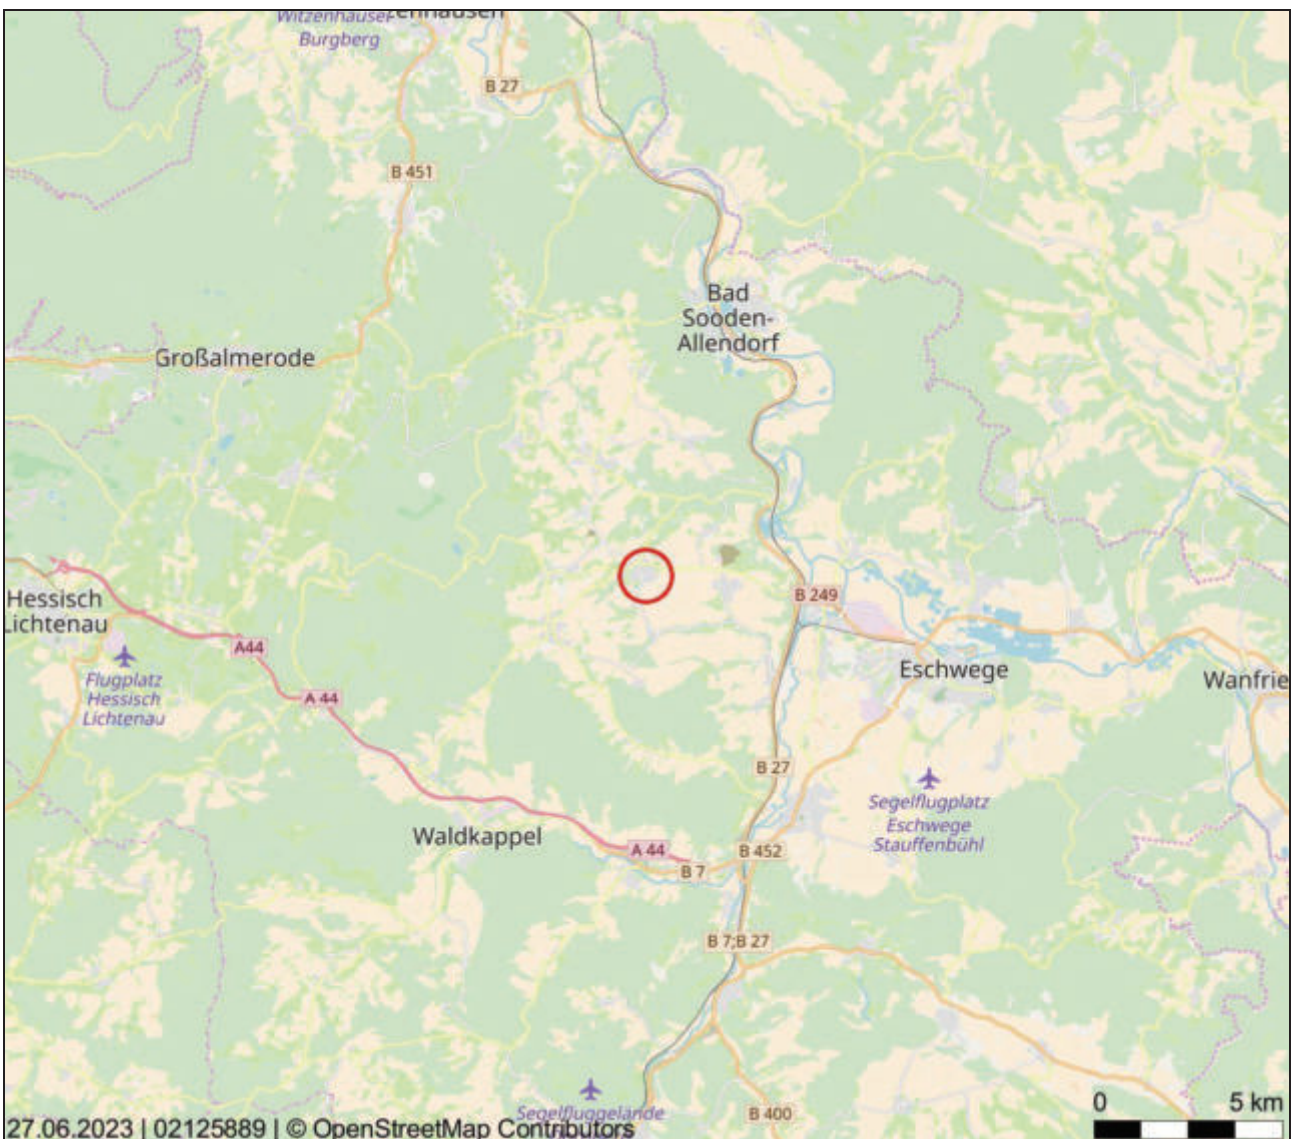 Witzenhäuser
Burgberg
B 27
B 451
Bad
Sooden-
Allendorf
Großalmerode
Hessisch
Lichtenau
B 249
A44
Flugplatz
Hessisch
Lichtenau
A 44
Eschwege
Wanfrie
B 27
Segelflugplatz
Eschwege
Stauffenbühl
Waldkappel
A 44
B 452
B 7
B 7;B 27
0 5 km
Segelfluggelände
B 400
27.06.2023 | 02125889 | © OpenStreetMap Contributors